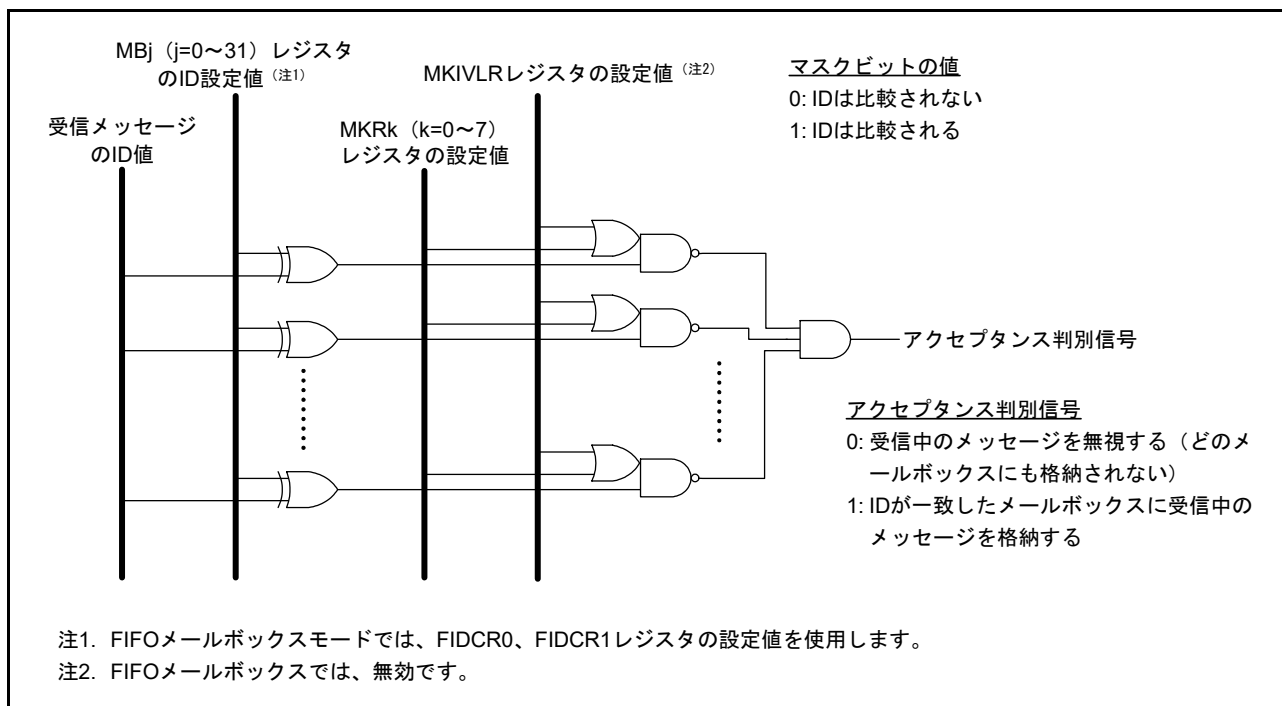 MBj（j=0～31）レジスタ
のID設定値（注1）
MKIVLRレジスタの設定値（注2）
マスクビットの値
0: IDは比較されない
1: IDは比較される
受信メッセージ
のID値
MKRk（k=0～7）
レジスタの設定値
アクセプタンス判別信号
アクセプタンス判別信号
0: 受信中のメッセージを無視する（どのメ
ールボックスにも格納されない）
1: IDが一致したメールボックスに受信中の
メッセージを格納する
注1. FIFOメールボックスモードでは、FIDCR0、FIDCR1レジスタの設定値を使用します。
注2. FIFOメールボックスでは、無効です。